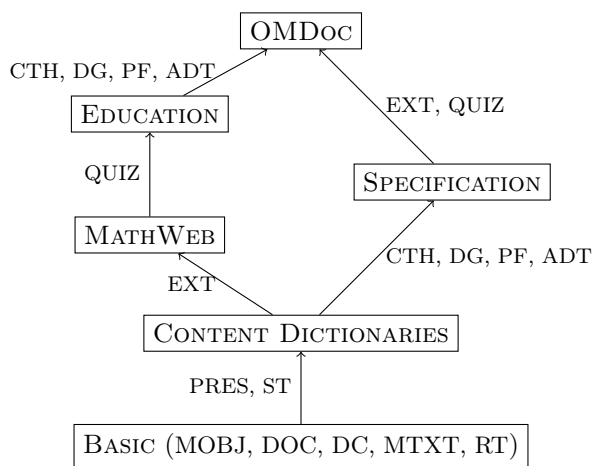 OMDoc
CTH, DG, PF, ADT
EXT, QUIZ
Education
QUIZ
Specification
MathWeb
CTH, DG, PF, ADT
EXT
Content Dictionaries
PRES, ST
Basic (MOBJ, DOC, DC, MTXT, RT)